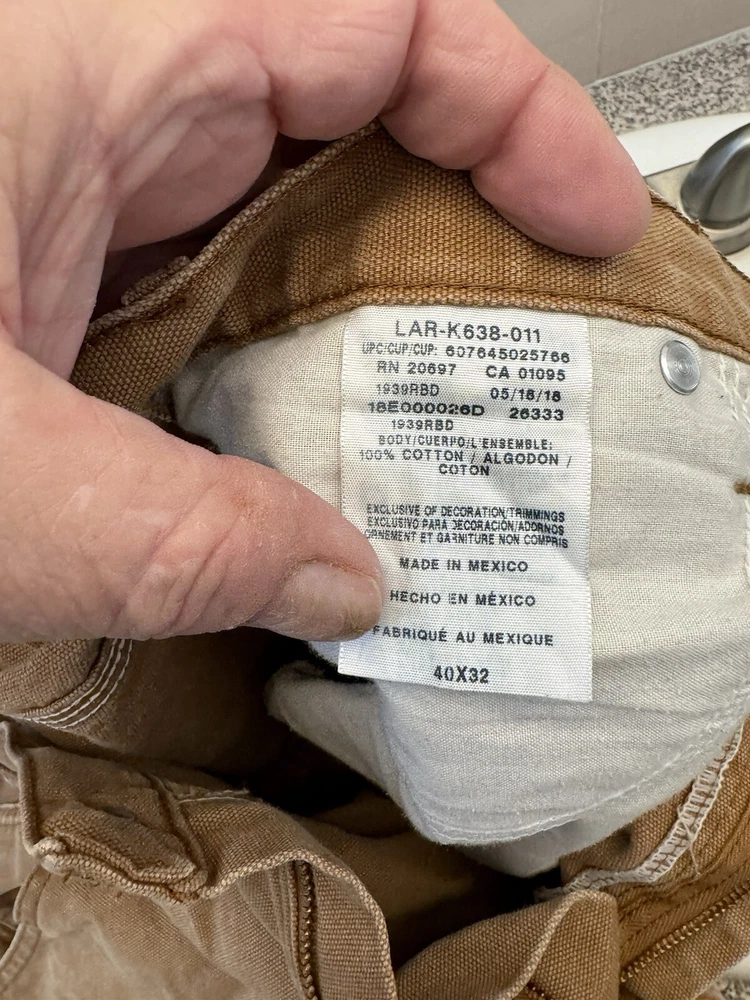 LAR-K638-011
UPC/CUP/CUP: 607645025766
RN 20697 CA 01095
1939RBD 05/18/18
18E000026D 26333
1939RBD
BODY/CUERPO/L'ENSEMBLE:
100% COTTON / ALGODON /
COTON
EXCLUSIVE OF DECORATION/TRIMMINGS
EXCLUSIVO PARA DECORACIÓN/ADORNOS
ORNEMENT ET GARNITURE NON COMPRIS
MADE IN MEXICO
HECHO EN MÉXICO
FABRIQUÉ AU MEXIQUE
40X32